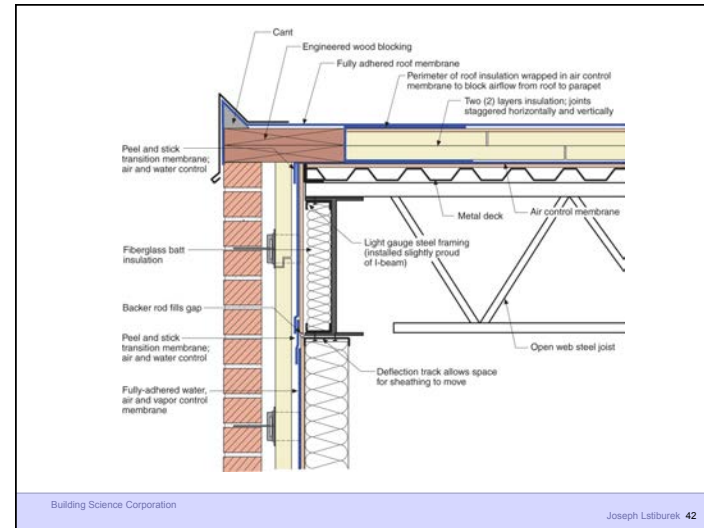 Cant
Engineered wood blocking
Fully adhered roof membrane
Perimeter of roof insulation wrapped in air control
membrane to block airflow from roof to parapet
Two (2) layers insulation; joints
staggered horizontally and vertically
Peel and stick
transition membrane;
air and water control
Metal deck
Air control membrane
Fiberglass batt
insulation
Light gauge steel framing
(installed slightly proud
of I-beam)
Backer rod fills gap
Peel and stick
transition membrane;
air and water control
Open web steel joist
Deflection track allows space
for sheathing to move
Fully-adhered water,
air and vapor control
membrane
Building Science Corporation
Joseph Lstiburek 42